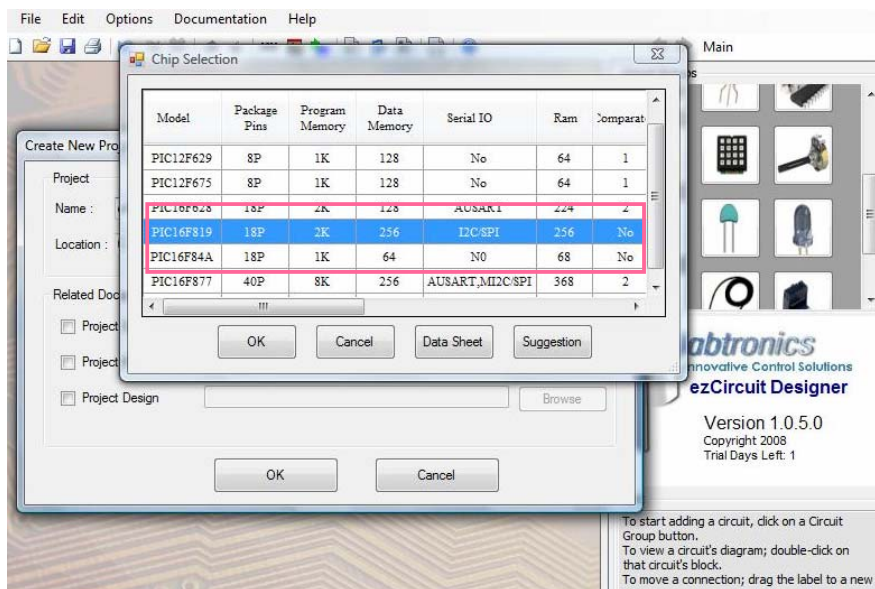 File Edit Options Documentation Help
Main
Chip Selection
Model Package Pins Program Memory Data Memory Serial IO Ram Comparat
PIC12F629 8P 1K 128 No 64 1
PIC12F675 8P 1K 128 No 64 1
PIC16F628 18P 2K 128 AUSART 224 2
PIC16F819 18P 2K 256 I2C/SPI 256 No
PIC16F84A 18P 1K 64 N0 68 No
PIC16F877 40P 8K 256 AUSART,MI2C/SPI 368 2
OK Cancel Data Sheet Suggestion
Create New Pro
Project
Name :
Location :
Related Doc
Project
Project
Project Design Browse
OK Cancel
abtronics
nnovative Control Solutions
ezCircuit Designer
Version 1.0.5.0
Copyright 2008
Trial Days Left: 1
To start adding a circuit, click on a Circuit
Group button.
To view a circuit's diagram; double-click on
that circuit's block.
To move a connection; drag the label to a new